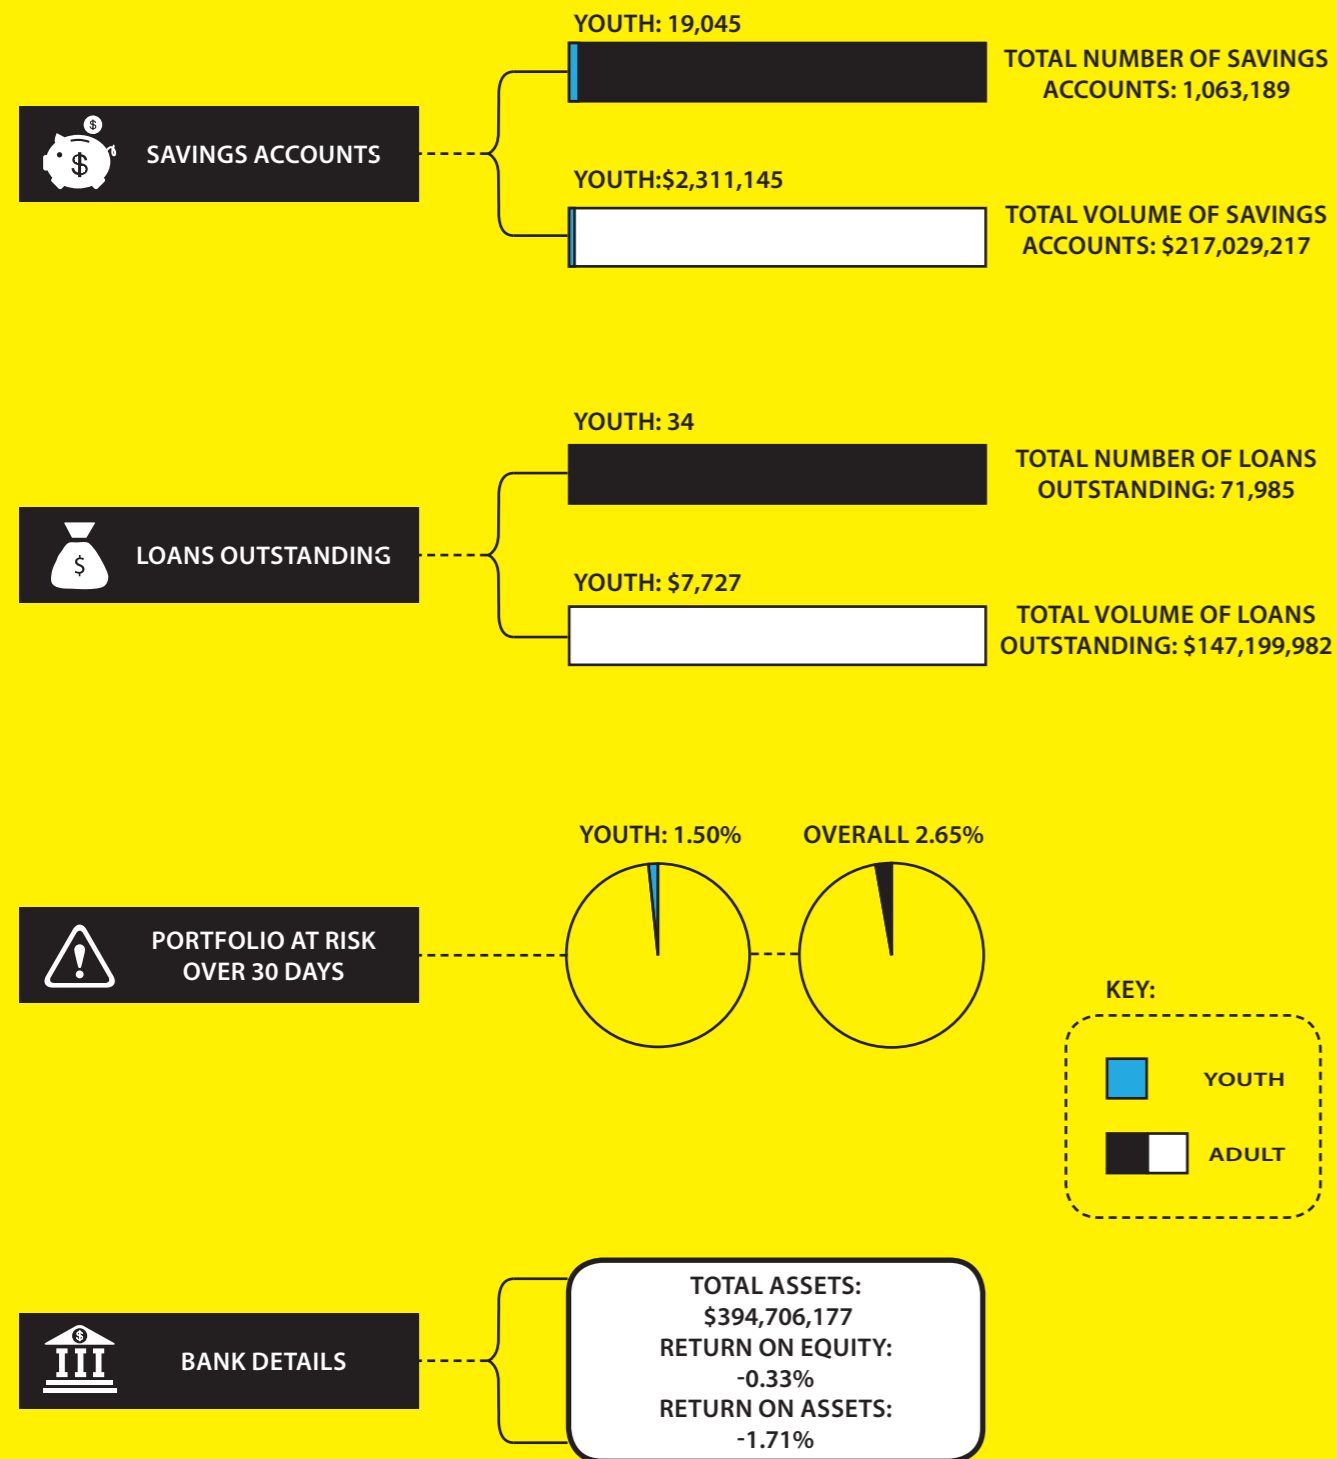 YOUTH: 19,045
TOTAL NUMBER OF SAVINGS
ACCOUNTS: 1,063,189
$
$
SAVINGS ACCOUNTS
YOUTH:$2,311,145
TOTAL VOLUME OF SAVINGS
ACCOUNTS: $217,029,217
YOUTH: 34
TOTAL NUMBER OF LOANS
OUTSTANDING: 71,985
$
LOANS OUTSTANDING
YOUTH: $7,727
TOTAL VOLUME OF LOANS
OUTSTANDING: $147,199,982
YOUTH: 1.50%
OVERALL 2.65%
!
PORTFOLIO AT RISK
OVER 30 DAYS
KEY:
YOUTH
ADULT
$
BANK DETAILS
TOTAL ASSETS:
$394,706,177
RETURN ON EQUITY:
-0.33%
RETURN ON ASSETS:
-1.71%